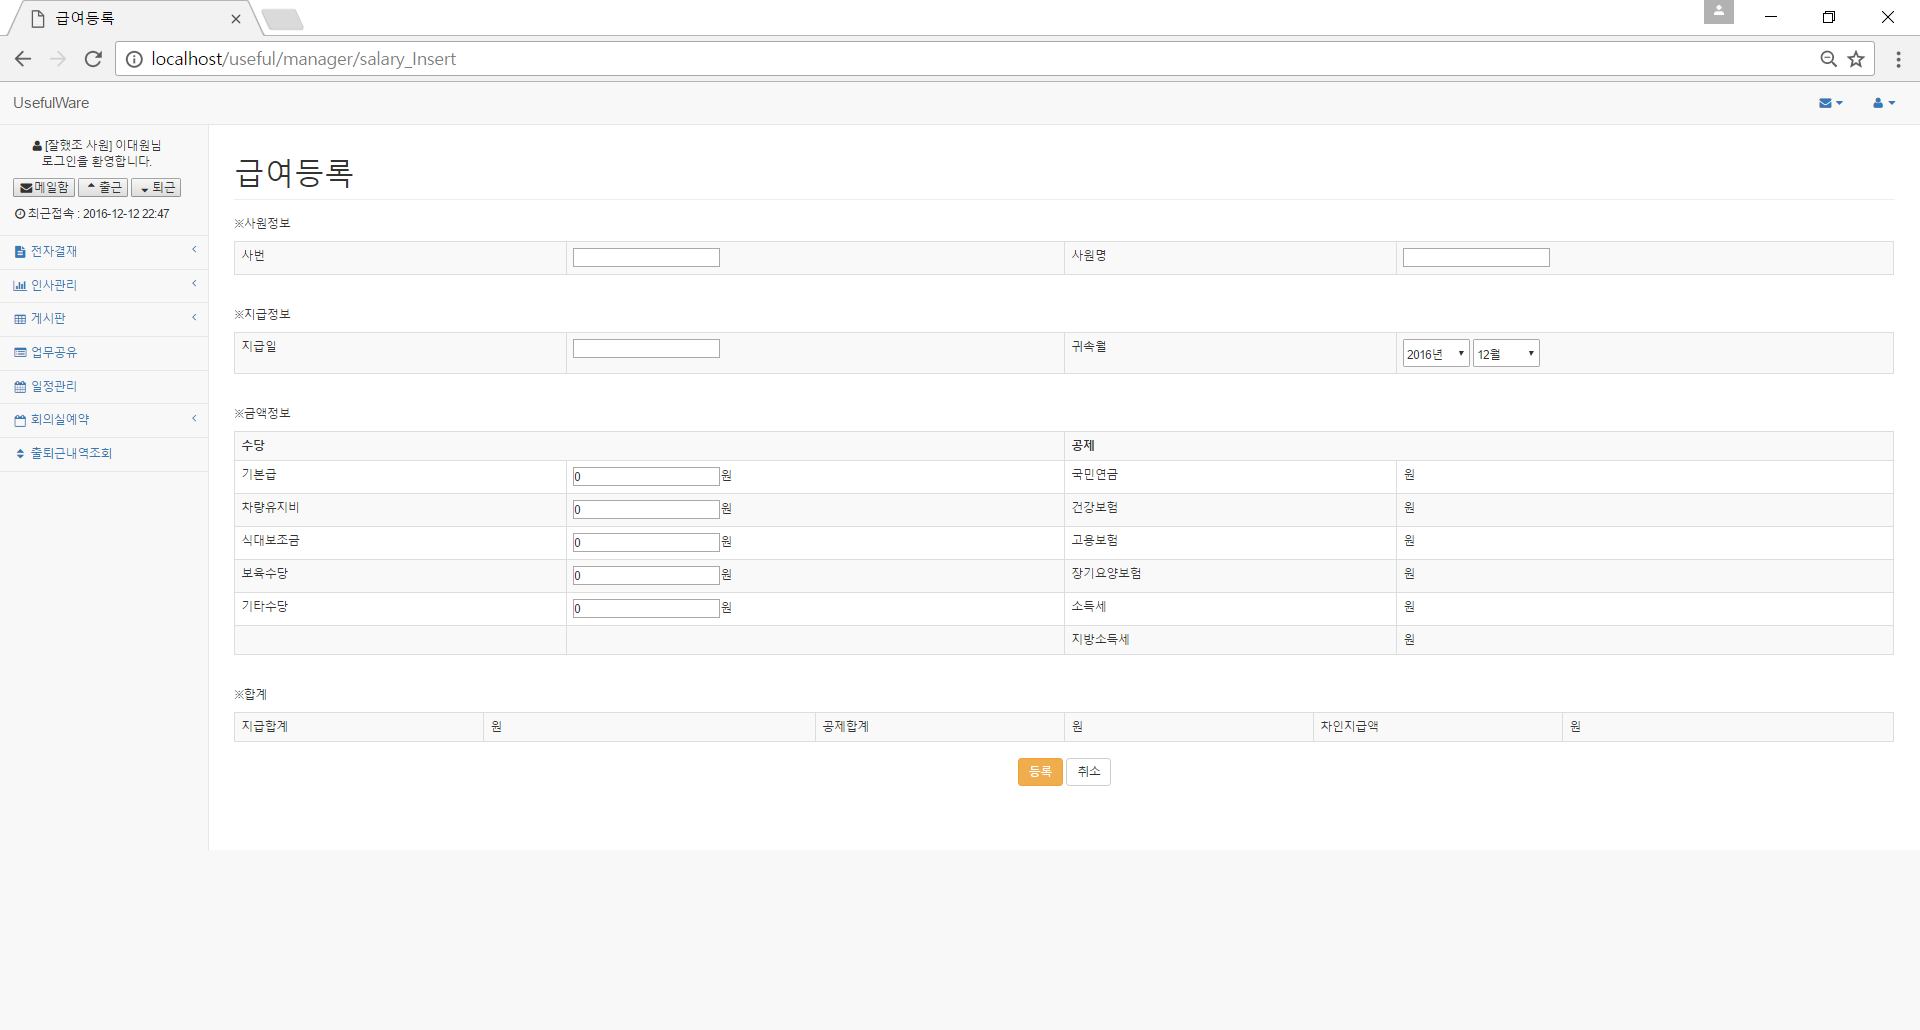 급여등록
localhost/useful/manager/salary_Insert
UsefulWare
[잘했조 사원] 이대원님
로그인을 환영합니다.
메일함 출근 퇴근
최근접속 : 2016-12-12 22:47
전자결재
인사관리
게시판
업무공유
일정관리
회의실예약
출퇴근내역조회
급여등록
※사원정보
사번 사원명
※지급정보
지급일 귀속월 2016년 12월
※금액정보
수당 공제
기본급 0 원 국민연금 원
차량유지비 0 원 건강보험 원
식대보조금 0 원 고용보험 원
보육수당 0 원 장기요양보험 원
기타수당 0 원 소득세 원
지방소득세 원
※합계
지급합계 원 공제합계 원 차인지급액 원
등록 취소